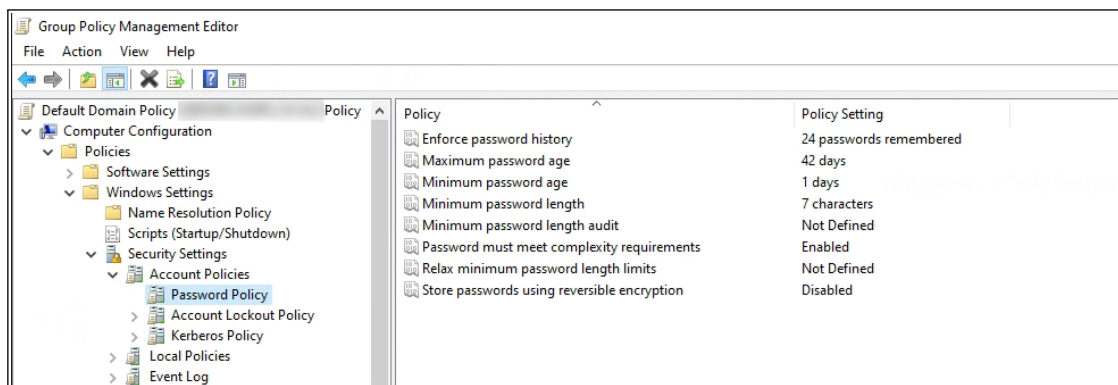 Group Policy Management Editor
File Action View Help
Default Domain Policy Policy
Computer Configuration
Policies
Software Settings
Windows Settings
Name Resolution Policy
Scripts (Startup/Shutdown)
Security Settings
Account Policies
Password Policy
Account Lockout Policy
Kerberos Policy
Local Policies
Event Log
Policy Policy Setting
Enforce password history 24 passwords remembered
Maximum password age 42 days
Minimum password age 1 days
Minimum password length 7 characters
Minimum password length audit Not Defined
Password must meet complexity requirements Enabled
Relax minimum password length limits Not Defined
Store passwords using reversible encryption Disabled